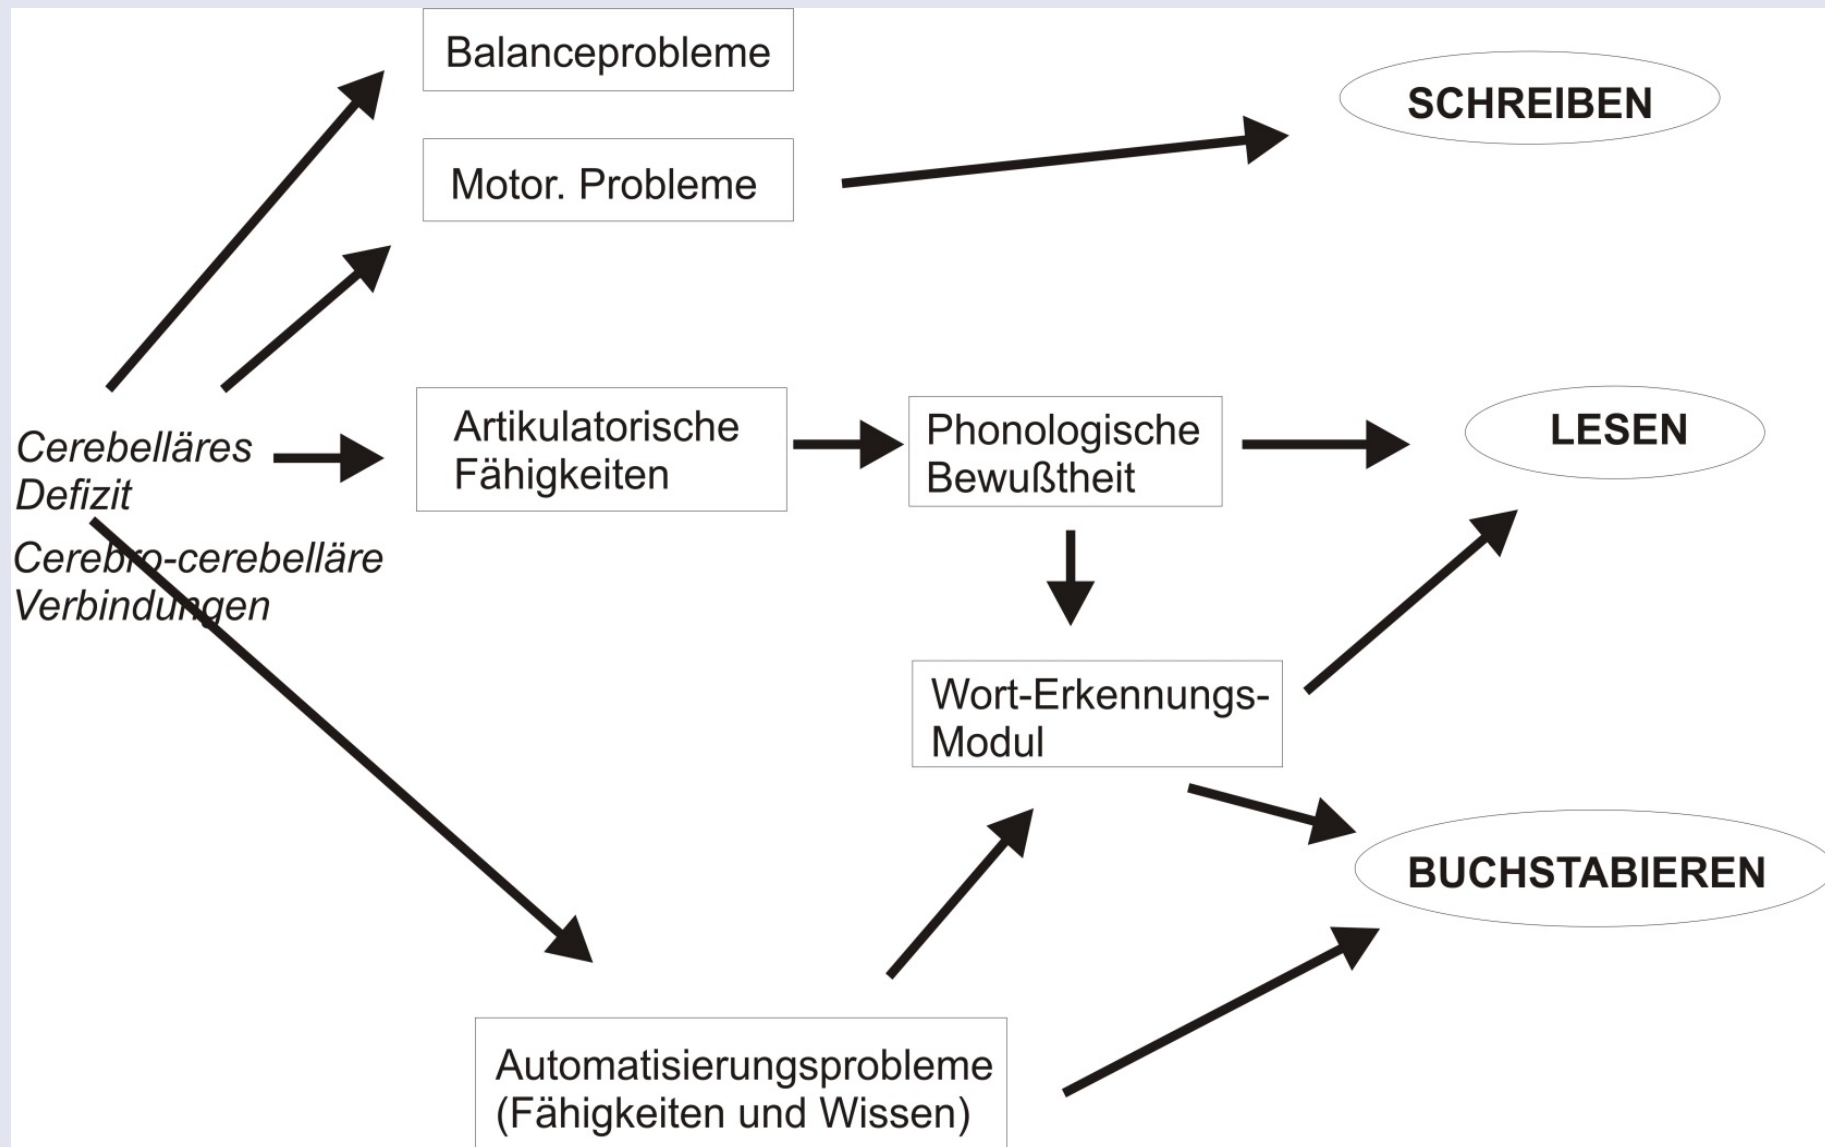 Balanceprobleme
SCHREIBEN
Motor. Probleme
Cerebelläres
Defizit
Cerebro-cerebelläre
Verbindungen
Artikulatorische
Fähigkeiten
Phonologische
Bewußtheit
LESEN
Wort-Erkennungs-
Modul
BUCHSTABIEREN
Automatisierungsprobleme
(Fähigkeiten und Wissen)